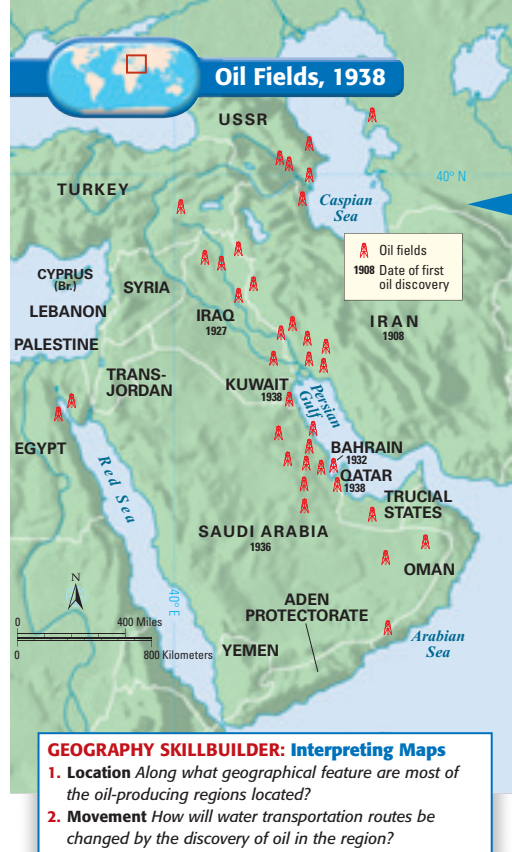 Oil Fields, 1938
USSR
40° N
TURKEY
Caspian
Sea
Oil fields
1908 Date of first
oil discovery
CYPRUS
(Br.)
SYRIA
LEBANON
IRAQ
1927
IRAN
1908
PALESTINE
TRANS-
JORDAN
KUWAIT
1938
Persian
Gulf
EGYPT
BAHRAIN
1932
QATAR
1938
Red Sea
TRUCIAL
STATES
SAUDI ARABIA
1936
OMAN
N
40° E
ADEN
PROTECTORATE
0 400 Miles
0 800 Kilometers
YEMEN
Arabian
Sea
GEOGRAPHY SKILLBUILDER: Interpreting Maps
1. Location Along what geographical feature are most of
the oil-producing regions located?
2. Movement How will water transportation routes be
changed by the discovery of oil in the region?